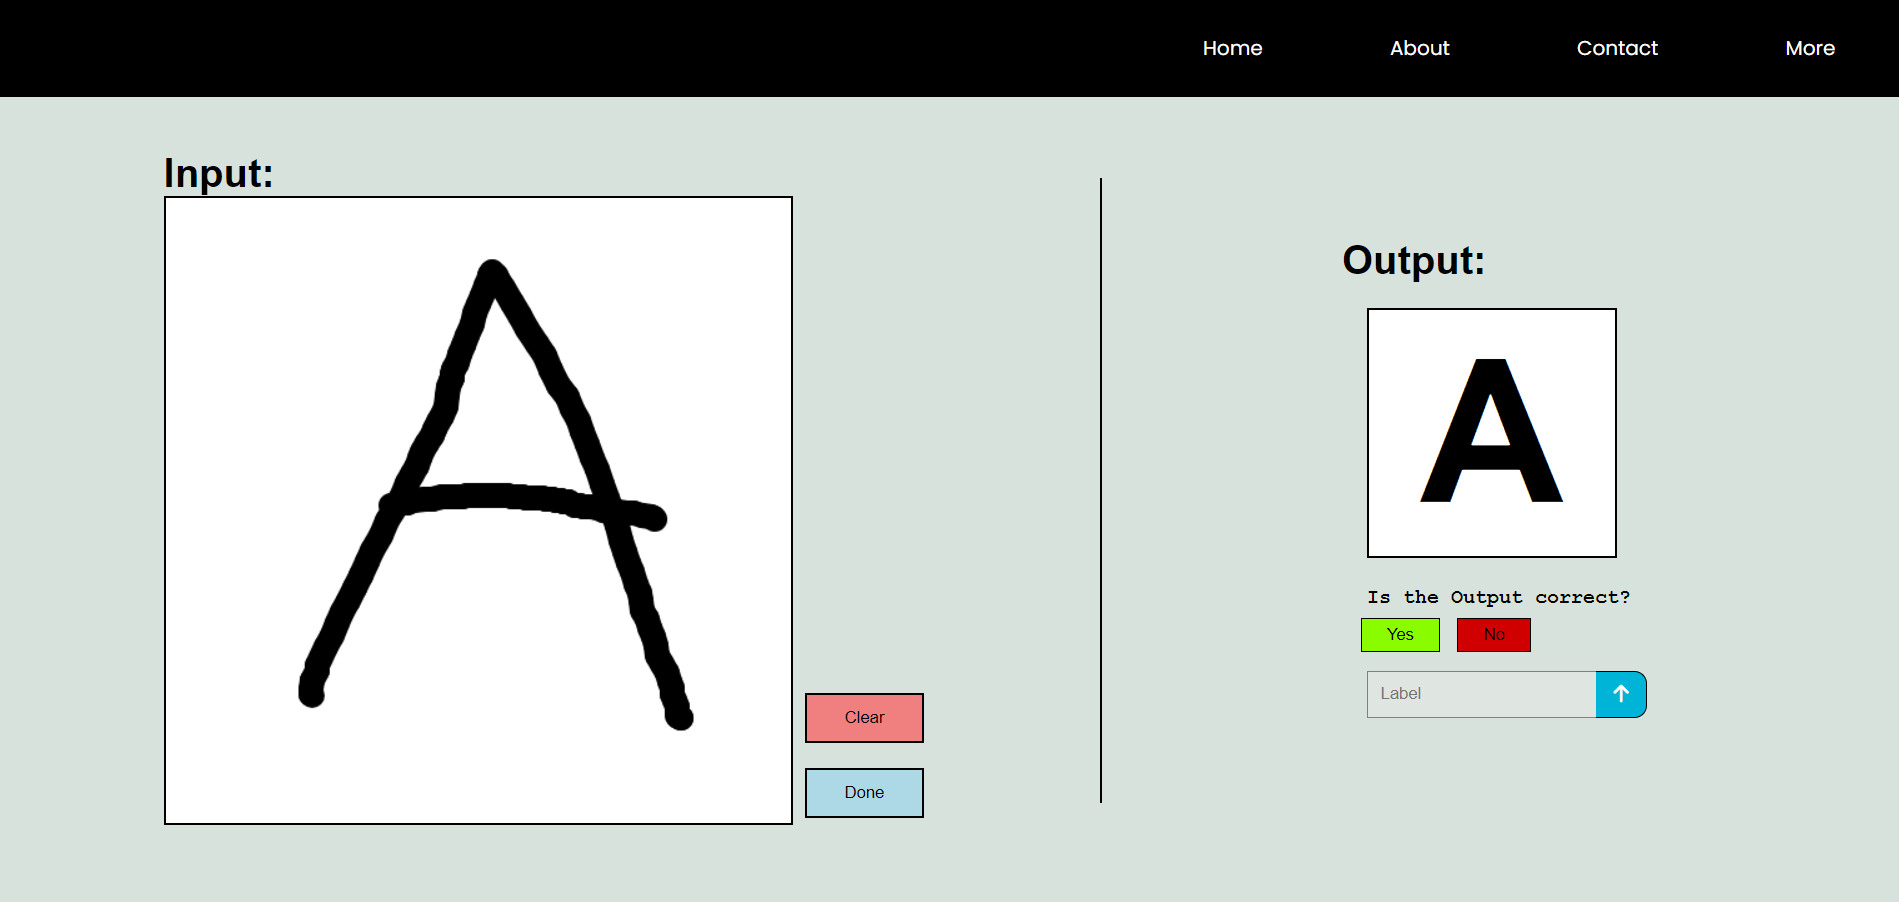 Home About Contact More
Input:
A
Clear
Done
Output:
A
Is the Output correct?
Yes No
Label